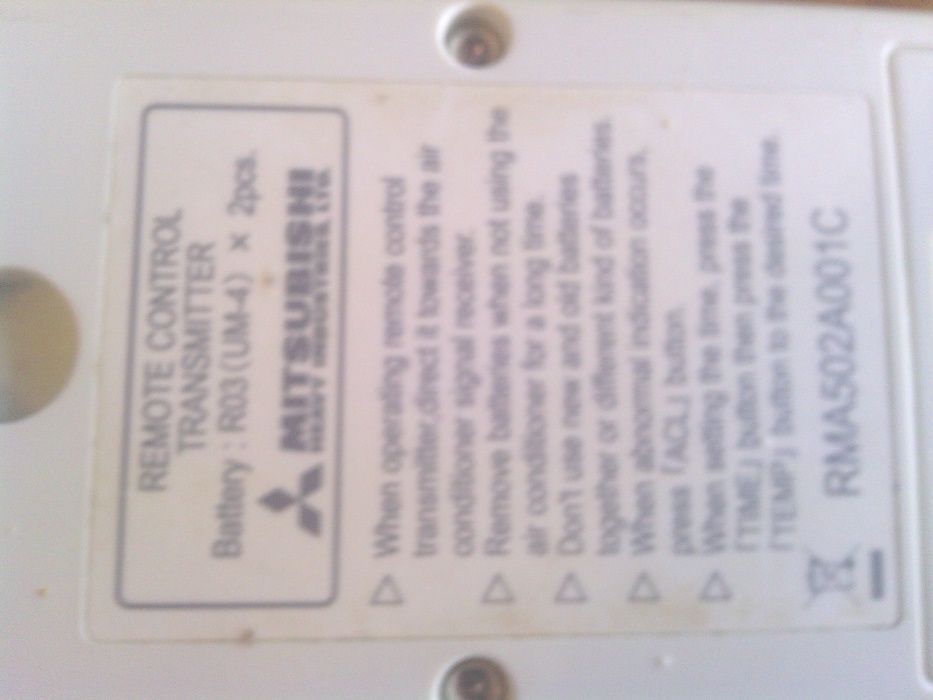 REMOTE CONTROL
TRANSMITTER
Battery : R03(UM-4) × 2pcs.
MITSUBISHI
HEAVY INDUSTRIES, LTD.
▷ When operating remote control
transmitter,direct it towards the air
conditioner signal receiver.
▷ Remove batteries when not using the
air conditioner for a long time.
▷ Don't use new and old batteries
together or different kind of batteries.
▷ When abnormal indication occurs,
press「ACL」button.
▷ When setting the time, press the
「TIME」button then press the
「TEMP」button to the desired time.
RMA502A001C